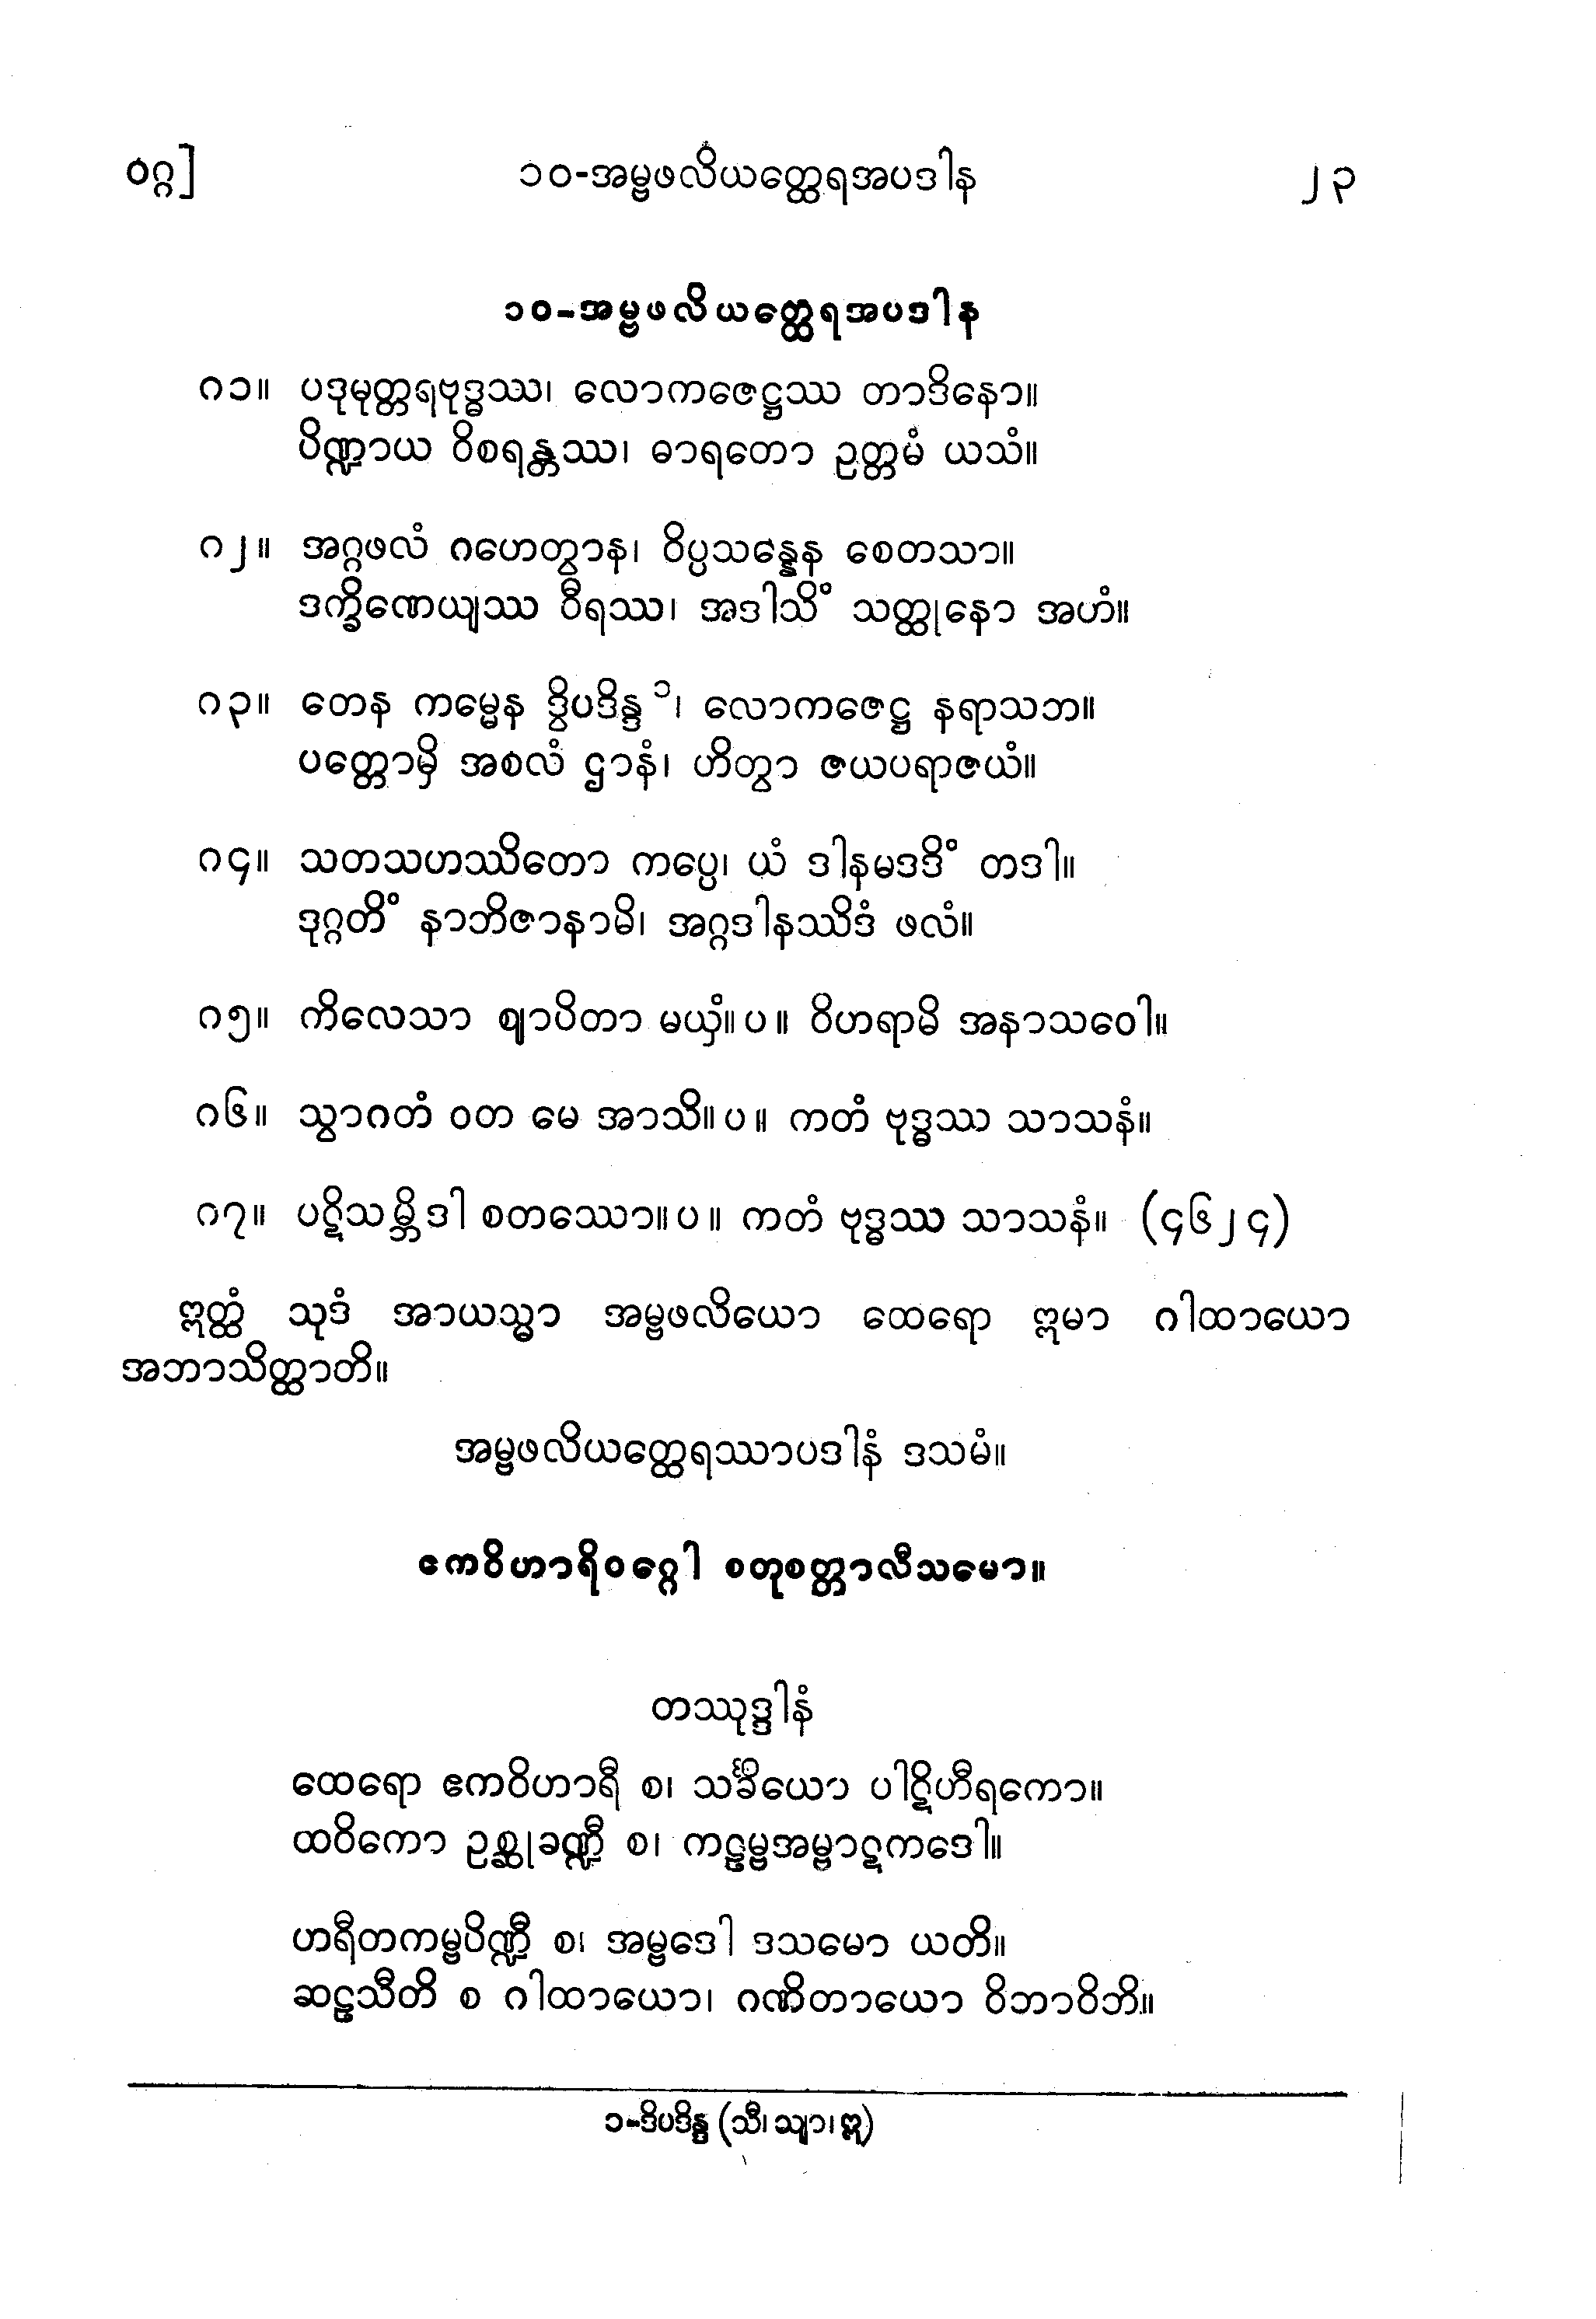 ဝဂ္ဂ] ၁၀-အမ္ဗဖလိယတ္ထေရအပဒါန ၂၃
၁၀-အမ္ဗဖလိယတ္ထေရအပဒါန
ဂ၁။ ပဒုမုတ္တရဗုဒ္ဓဿ၊ လောကဇေဋ္ဌဿ တာဒိနော။
ပိဏ္ဍာယ ဝိစရန္တဿ၊ ဓာရတော ဥတ္တမံ ယသံ။
ဂ၂။ အဂ္ဂဖလံ ဂဟေတွာန၊ ဝိပ္ပသန္နေန စေတသာ။
ဒက္ခိဏေယျဿ ဝီရဿ၊ အဒါသိံ သတ္ထုနော အဟံ။
ဂ၃။ တေန ကမ္မေန ဒွိပဒိန္ဒ ၁၊ လောကဇေဋ္ဌ နရာသဘ။
ပတ္တောမှိ အစလံ ဌာနံ၊ ဟိတွာ ဇယပရာဇယံ။
ဂ၄။ သတသဟဿိတော ကပ္ပေ၊ ယံ ဒါနမဒဒိံ တဒါ။
ဒုဂ္ဂတိံ နာဘိဇာနာမိ၊ အဂ္ဂဒါနဿိဒံ ဖလံ။
ဂ၅။ ကိလေသာ ဈာပိတာ မယှံ။ ပ ။ ဝိဟရာမိ အနာသဝေါ။
ဂ၆။ သွာဂတံ ဝတ မေ အာသိ။ ပ ။ ကတံ ဗုဒ္ဓဿ သာသနံ။
ဂ၇။ ပဋိသမ္ဘိဒါ စတဿော။ ပ ။ ကတံ ဗုဒ္ဓဿ သာသနံ။ (၄၆၂၄)
ဣတ္ထံ သုဒံ အာယသ္မာ အမ္ဗဖလိယော ထေရော ဣမာ ဂါထာယော
အဘာသိတ္ထာတိ။
အမ္ဗဖလိယတ္ထေရဿာပဒါနံ ဒသမံ။
ဧကဝိဟာရိဝဂ္ဂေါ စတုစတ္တာလီသမော။
တဿုဒ္ဒါနံ
ထေရော ဧကဝိဟာရီ စ၊ သင်္ခိယော ပါဋိဟီရကော။
ထဝိကော ဥစ္ဆုခဏ္ဍီ စ၊ ကဠမ္ဗအမ္ဗာဋကဒေါ။
ဟရီတကမ္ဗပိဏ္ဍီ စ၊ အမ္ဗဒေါ ဒသမော ယတိ။
ဆဠသီတိ စ ဂါထာယော၊ ဂဏိတာယော ဝိဘာဝိဘိ။
၁-ဒိပဒိန္ဒ (သီ၊ သျာ၊ ဣ)